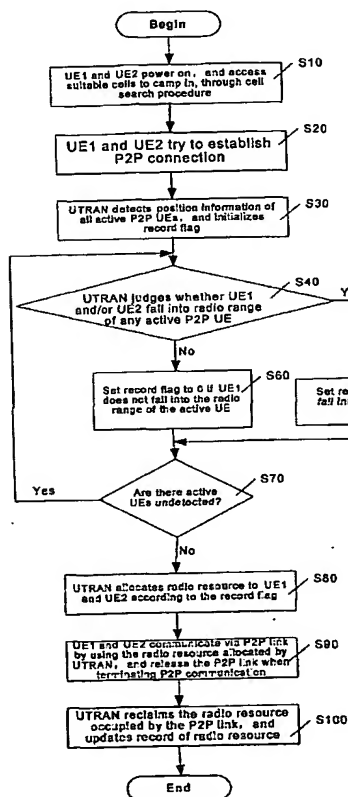 Begin
S10
UE1 and UE2 power on, and access
suitable cells to camp in, through cell
search procedure
S20
UE1 and UE2 try to establish
P2P connection
S30
UTRAN detects position information of
all active P2P UEs, and initializes
record flag
S40
UTRAN judges whether UE1
and/or UE2 fall into radio range
of any active P2P UE
Y
No
S60
Set record flag to 0 if UE1
does not fall into the radio
range of the active UE
Set re
fall in
S70
Yes
Are there active
UEs undetected?
No
S80
UTRAN allocates radio resource to UE1
and UE2 according to the record flag
S90
UE1 and UE2 communicate via P2P link
by using the radio resource allocated by
UTRAN, and release the P2P link when
terminating P2P communication
UTRAN reclaims the radio resource
occupied by the P2P link, and
updates record of radio resource
S100
End